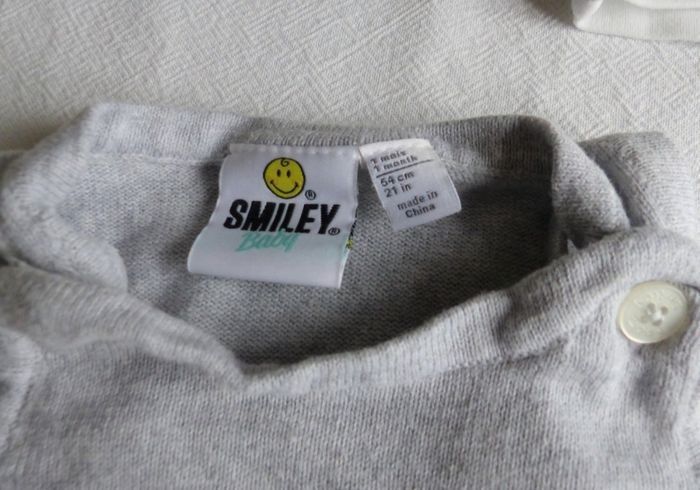 SMILEY®
Baby
®
1 mois
1 month
54 cm
21 in
made in
China